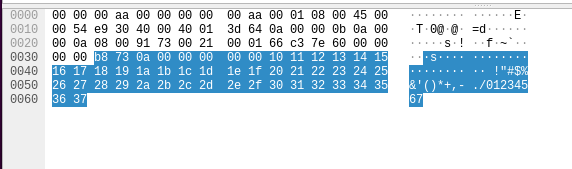 0000 00 00 00 aa 00 00 00 00 00 aa 00 01 08 00 45 00 ········ ······E·
0010 00 54 e9 30 40 00 40 01 3d 64 0a 00 00 0b 0a 00 ·T·0@·@· =d······
0020 00 0a 08 00 91 73 00 21 00 01 66 c3 7e 60 00 00 ·····s·! ··f·~`··
0030 00 00 b8 73 0a 00 00 00 00 00 10 11 12 13 14 15 ···s···· ········
0040 16 17 18 19 1a 1b 1c 1d 1e 1f 20 21 22 23 24 25 ········ ·· !"#$%
0050 26 27 28 29 2a 2b 2c 2d 2e 2f 30 31 32 33 34 35 &'()*+,- ./012345
0060 36 37 67